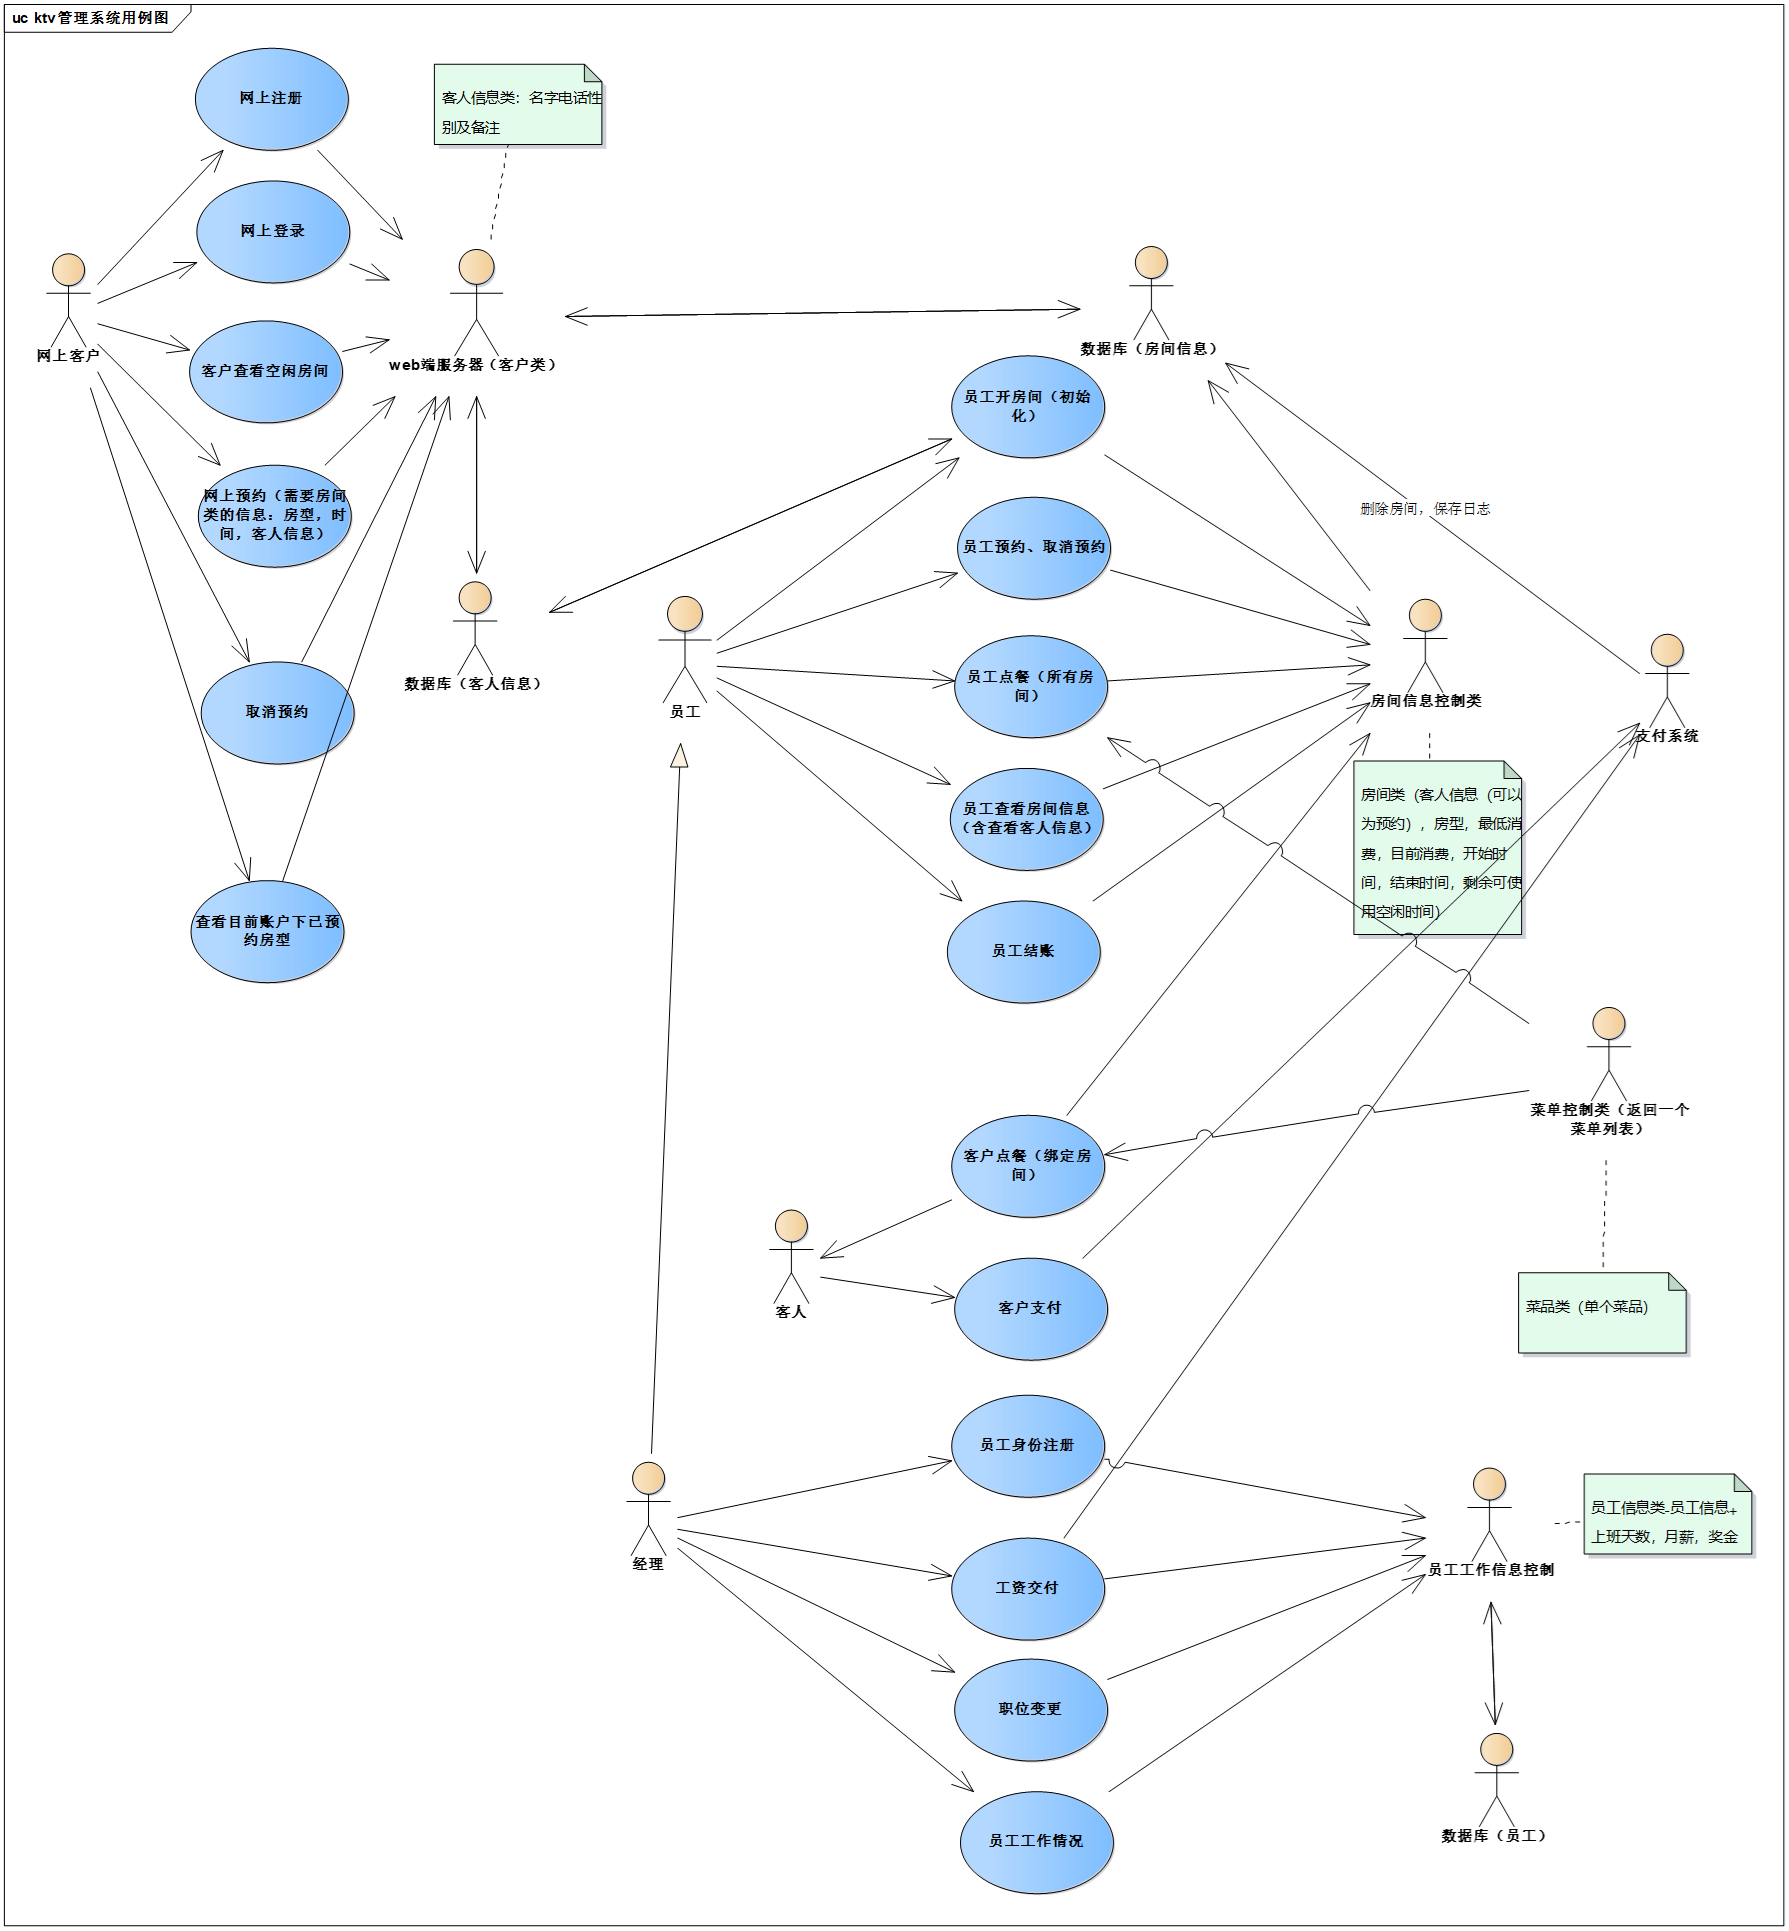 uc ktv管理系统用例图
网上注册
客人信息类：名字电话性
别及备注
网上登录
网上客户
客户查看空闲房间
web端服务器（客户类）
数据库（房间信息）
员工开房间（初始
化）
网上预约（需要房间
类的信息：房型，时
间，客人信息）
删除房间，保存日志
员工预约、取消预约
数据库（客人信息）
员工
员工点餐（所有房
间）
房间信息控制类
支付系统
取消预约
员工查看房间信息
（含查看客人信息）
房间类（客人信息（可以
为预约），房型，最低消
费，目前消费，开始时
间，结束时间，剩余可使
用空闲时间）
查看目前账户下已预
约房型
员工结账
菜单控制类（返回一个
菜单列表）
客户点餐（绑定房
间）
客人
客户支付
菜品类（单个菜品）
员工身份注册
经理
工资交付
员工工作信息控制
员工信息类-员工信息+
上班天数，月薪，奖金
职位变更
员工工作情况
数据库（员工）